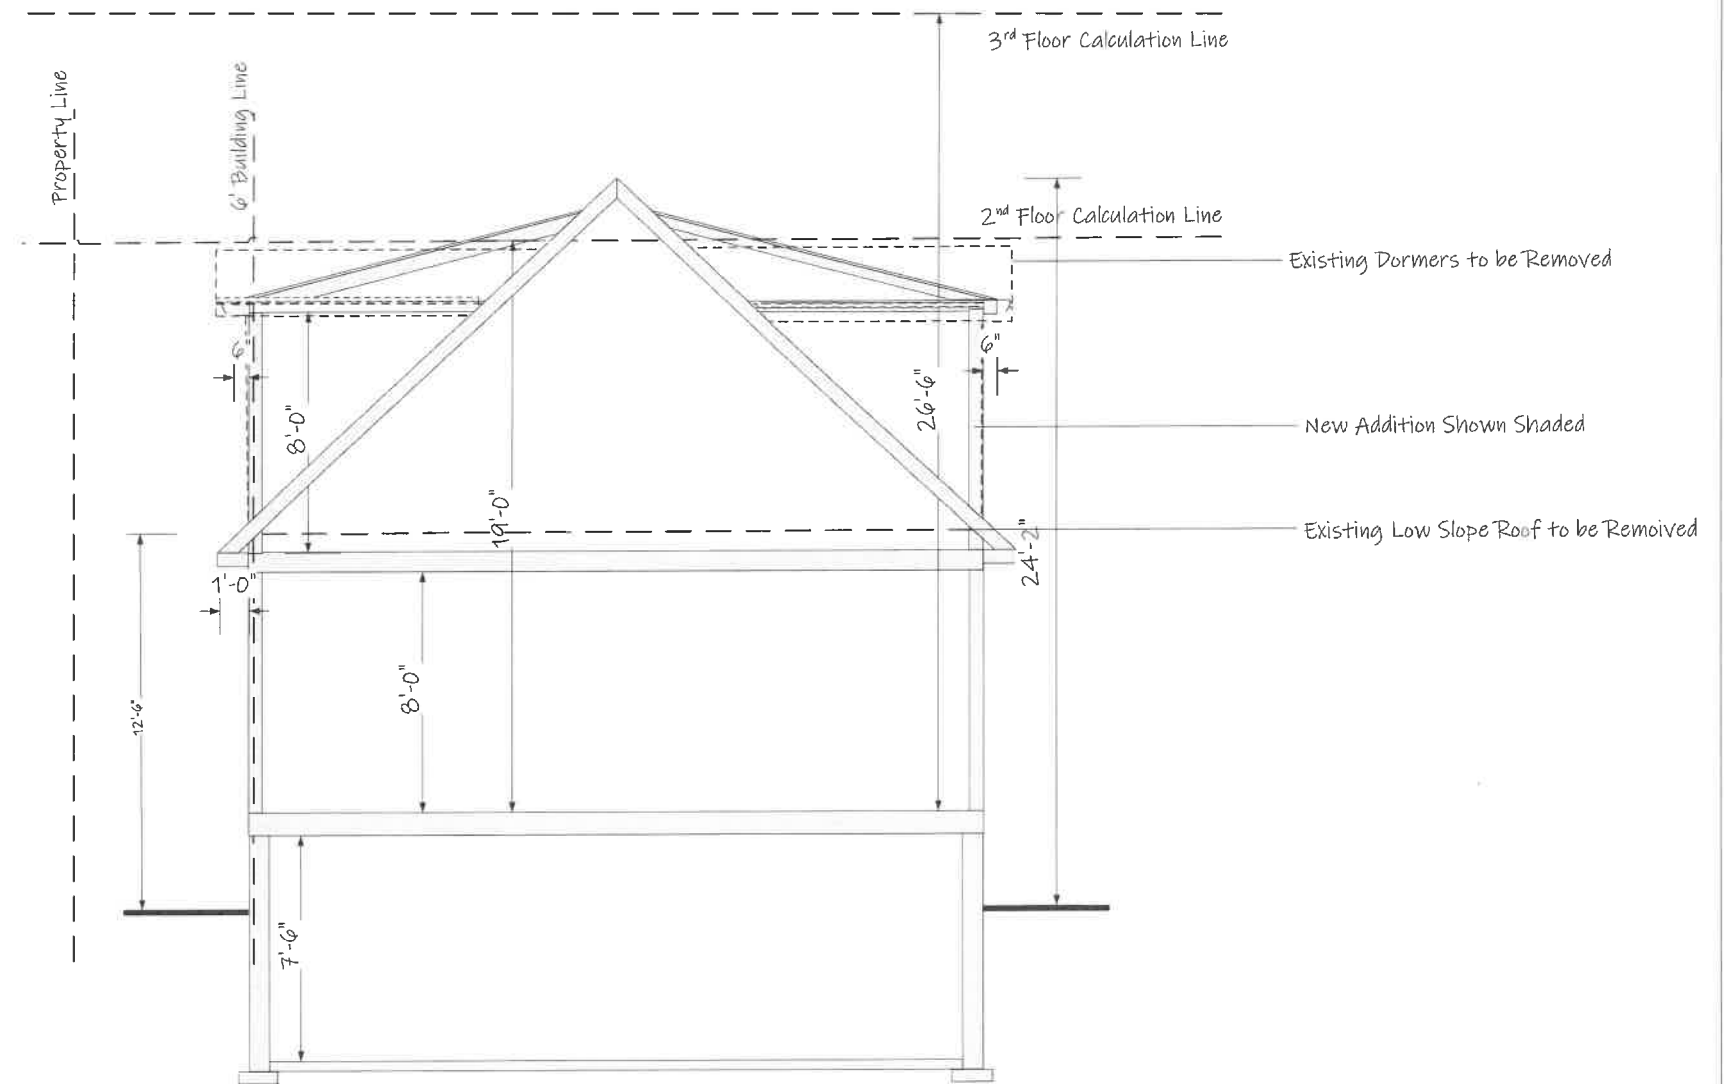 3rd Floor Calculation Line
Property Line
6' Building Line
2nd Floor Calculation Line
Existing Dormers to be Removed
6"
6"
8'-0"
26'-6"
New Addition Shown Shaded
19'-0"
Existing Low Slope Roof to be Remoived
24'-2"
1'-0"
8'-0"
12'-6"
7'-6"